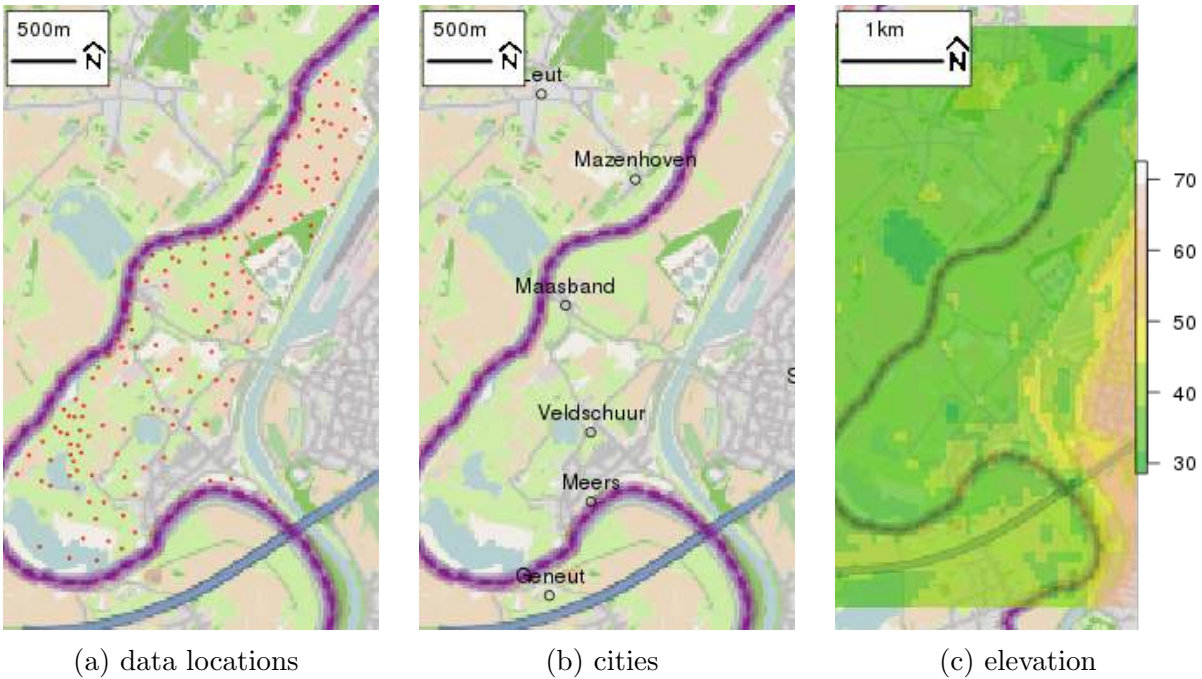 500m
N
500m
N
Leut
Mazenhoven
Maasband
S
Veldschuur
Meers
Geneut
1km
N
70
60
50
40
30
(a) data locations
(b) cities
(c) elevation